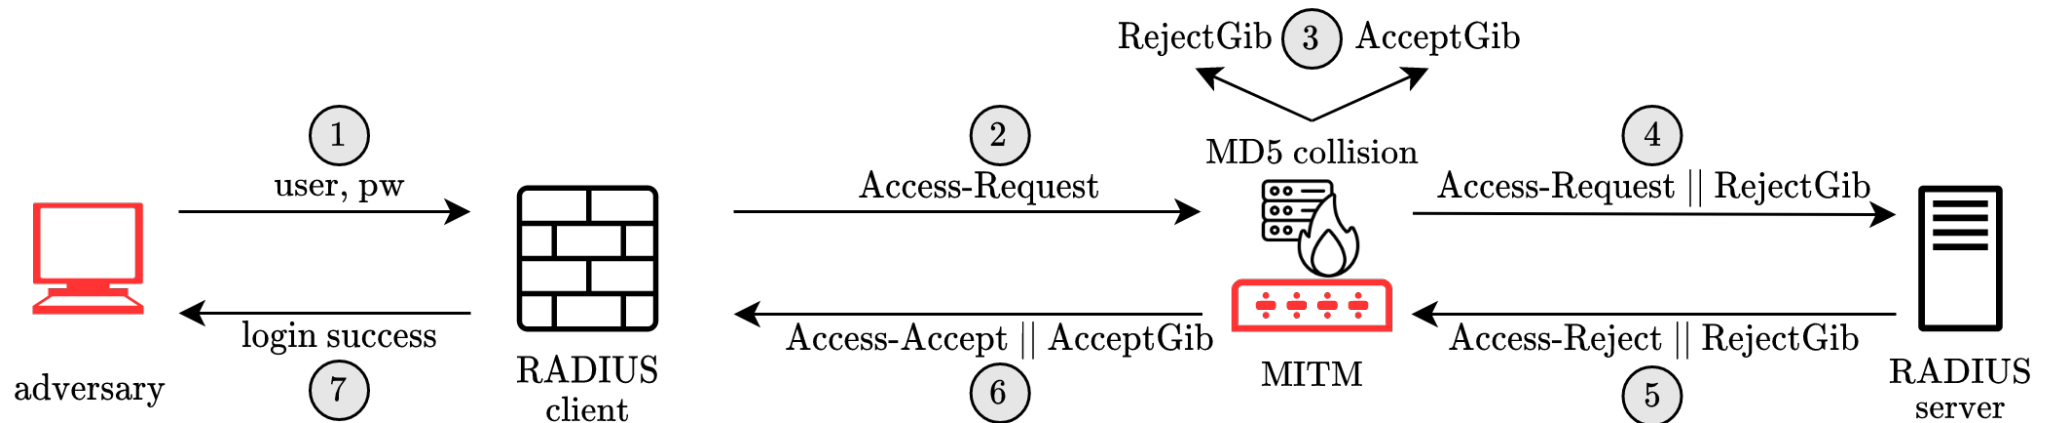 RejectGib 3 AcceptGib
1
2
4
MD5 collision
user, pw
Access-Request
Access-Request || RejectGib
login success
Access-Accept || AcceptGib
Access-Reject || RejectGib
adversary
7
RADIUS
client
6
MITM
5
RADIUS
server